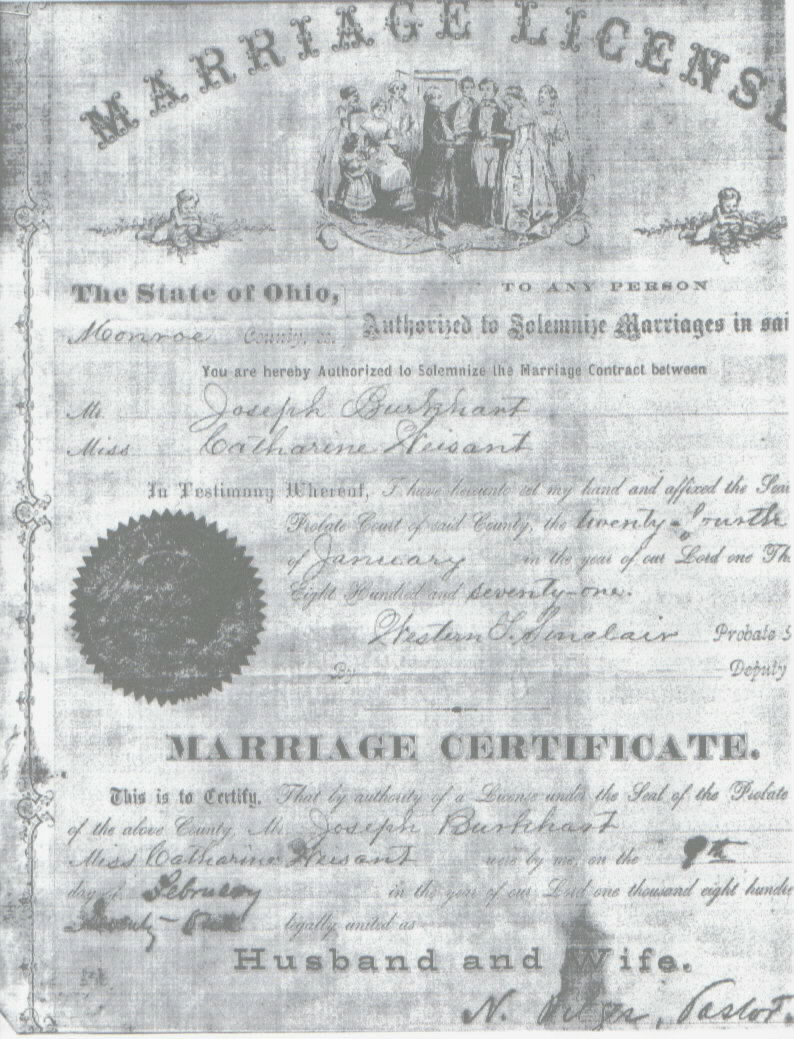 MARRIAGE LICENSE
The State of Ohio,
TO ANY PERSON
Monroe County, ss. Authorized to Solemnize Marriages in sai
You are hereby Authorized to Solemnize the Marriage Contract between
Mr Joseph Burkhart
Miss Catharine Heisant
In Testimony Whereof, I have hereunto set my hand and affixed the Sea
Probate Court of said County, the twenty-fourth
of January in the year of our Lord one Th
Eight Hundred and seventy-one.
Western T. Sinclair Probate
By Deputy
MARRIAGE CERTIFICATE.
This is to Certify, That by authority of a License under the Seal of the Probate
of the above County, Mr Joseph Burkhart
Miss Catharine Heisant were by me, on the 9th
day of February in the year of our Lord one thousand eight hundre
Seventy-One legally united as
Husband and Wife.
N. Pastor.